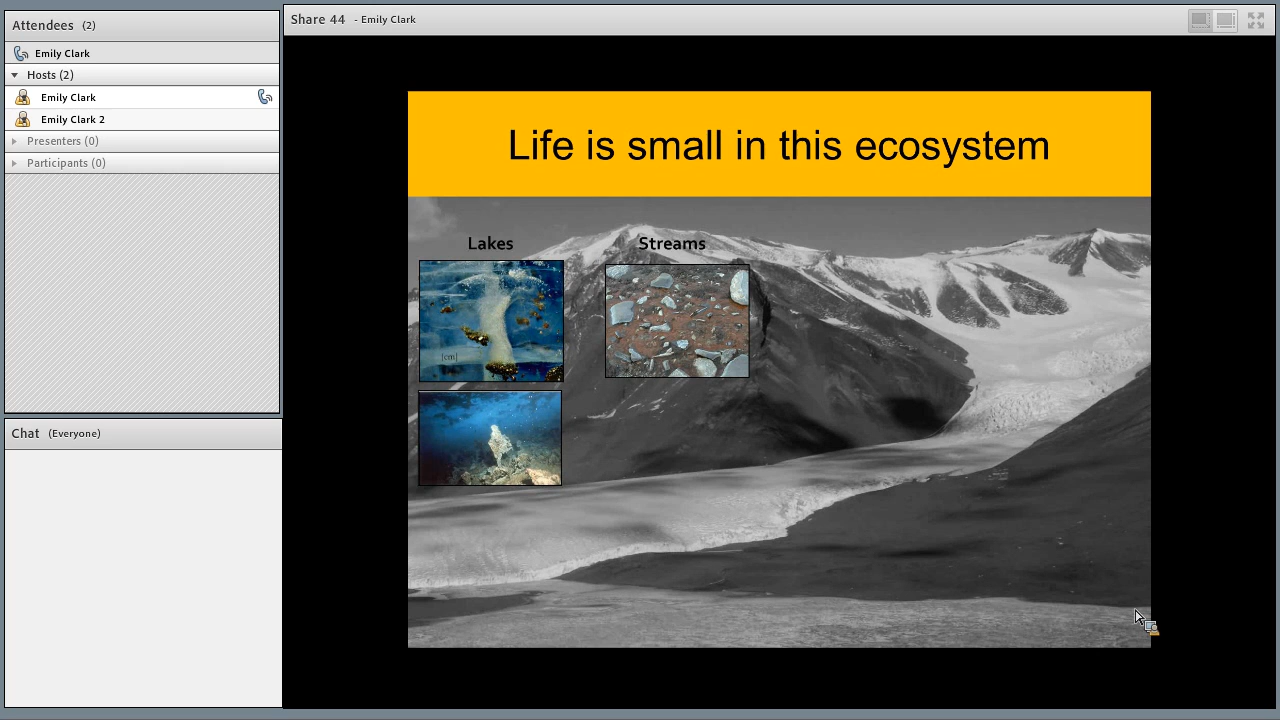 Attendees (2)
Emily Clark
Hosts (2)
Emily Clark
Emily Clark 2
Presenters (0)
Participants (0)
Chat (Everyone)
Share 44 - Emily Clark
Life is small in this ecosystem
Lakes
Streams
[cm]